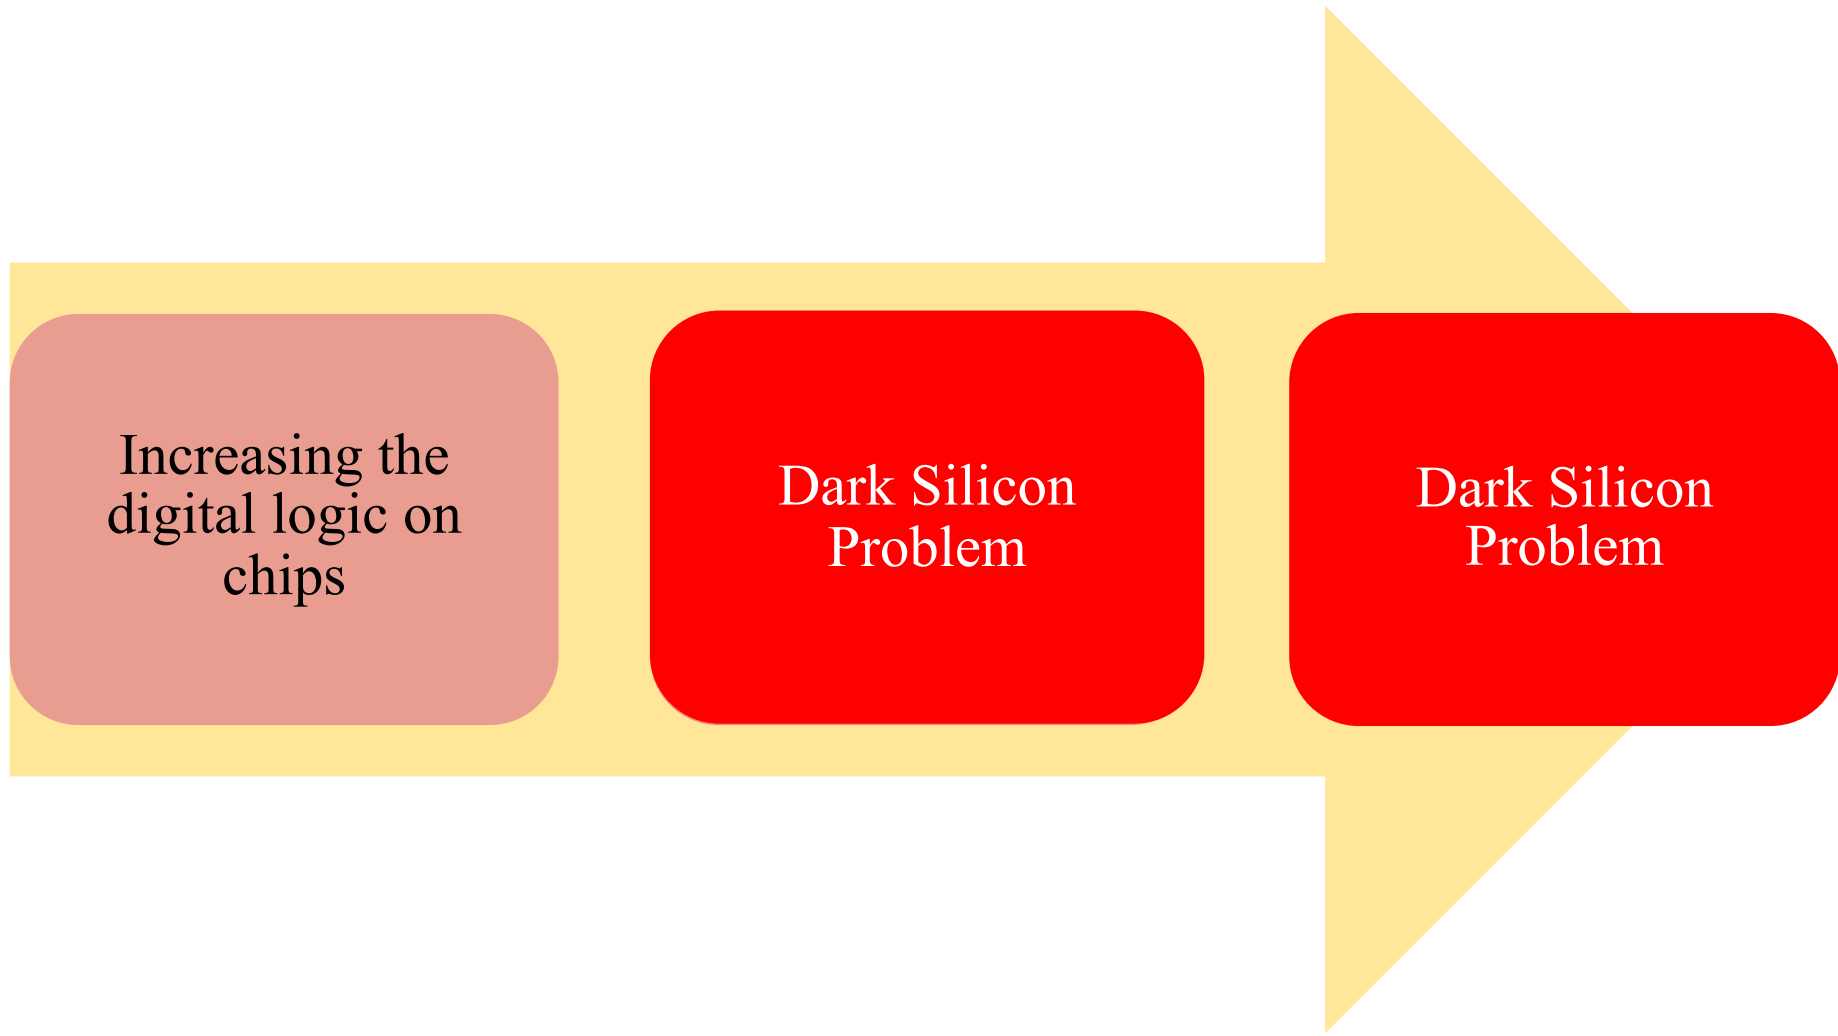 Increasing the
digital logic on
chips
Dark Silicon
Problem
Dark Silicon
Problem